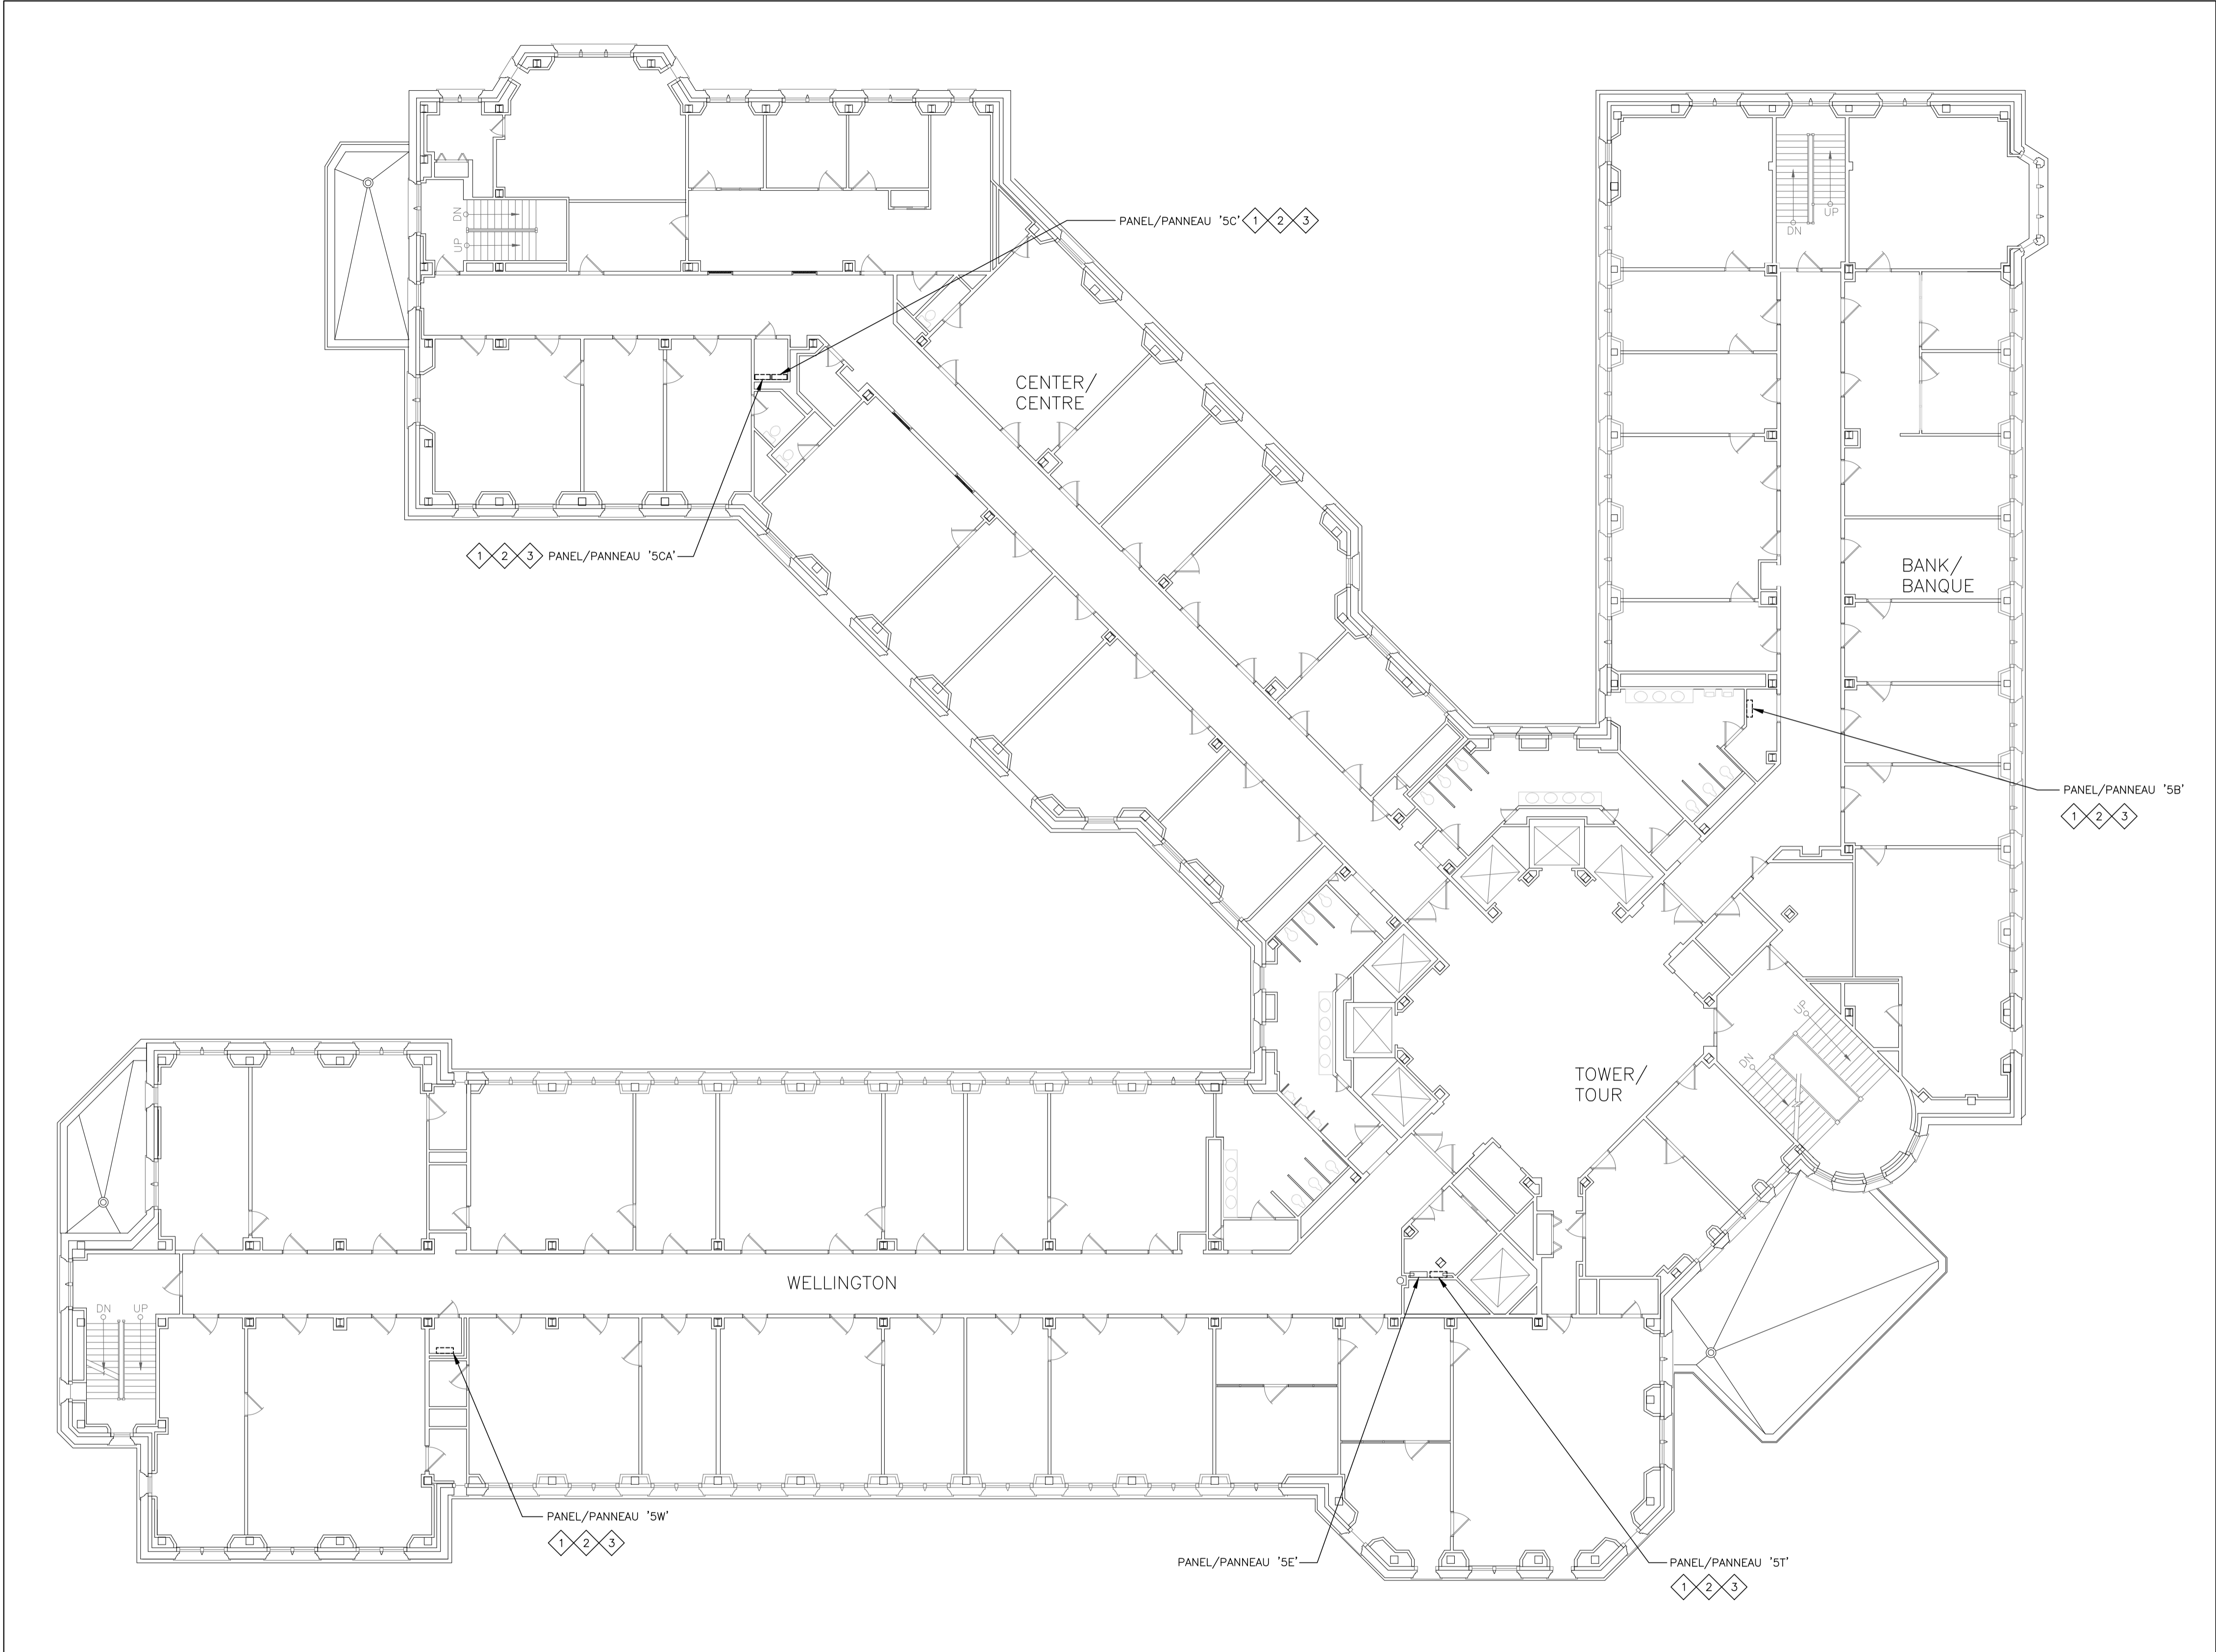 PANEL/PANNEAU '5C' 1 2 3
DN
UP
UP
DN
CENTER/
CENTRE
1 2 3 PANEL/PANNEAU '5CA'
BANK/
BANQUE
PANEL/PANNEAU '5B'
1 2 3
UP
DN
TOWER/
TOUR
WELLINGTON
DN UP
PANEL/PANNEAU '5W'
1 2 3
PANEL/PANNEAU '5E'
PANEL/PANNEAU '5T'
1 2 3